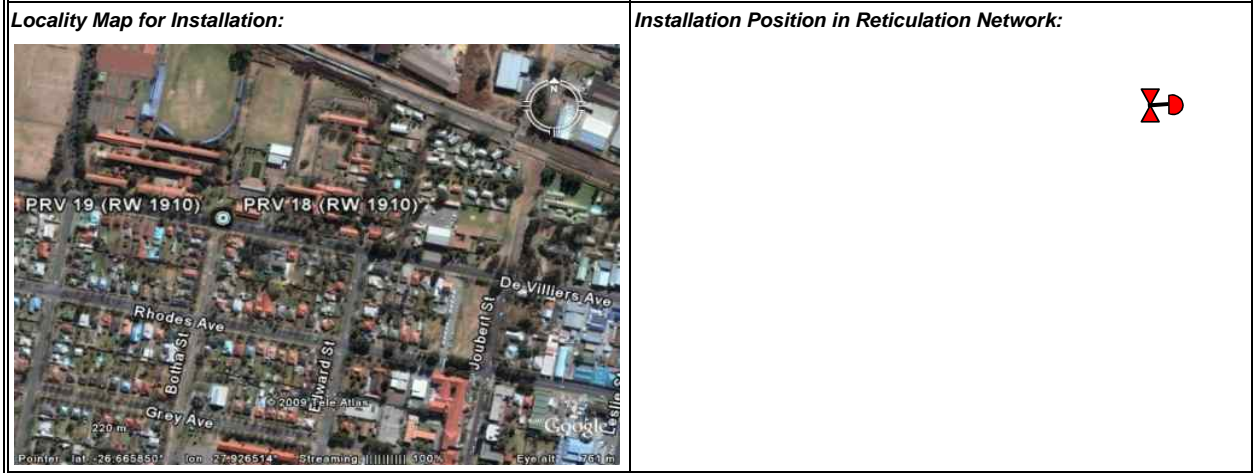 Locality Map for Installation:
Installation Position in Reticulation Network:
N
PRV 19 (RW 1910)
PRV 18 (RW 1910)
De Villiers Ave
Rhodes Ave
Botha St
Edward St
Joubert St
Leslie S
© 2009 Tele Atlas
Grey Ave
220 m
Google
Pointer lat -26.665850° lon 27.926514° Streaming |||||||||| 100% Eye alt 761 m